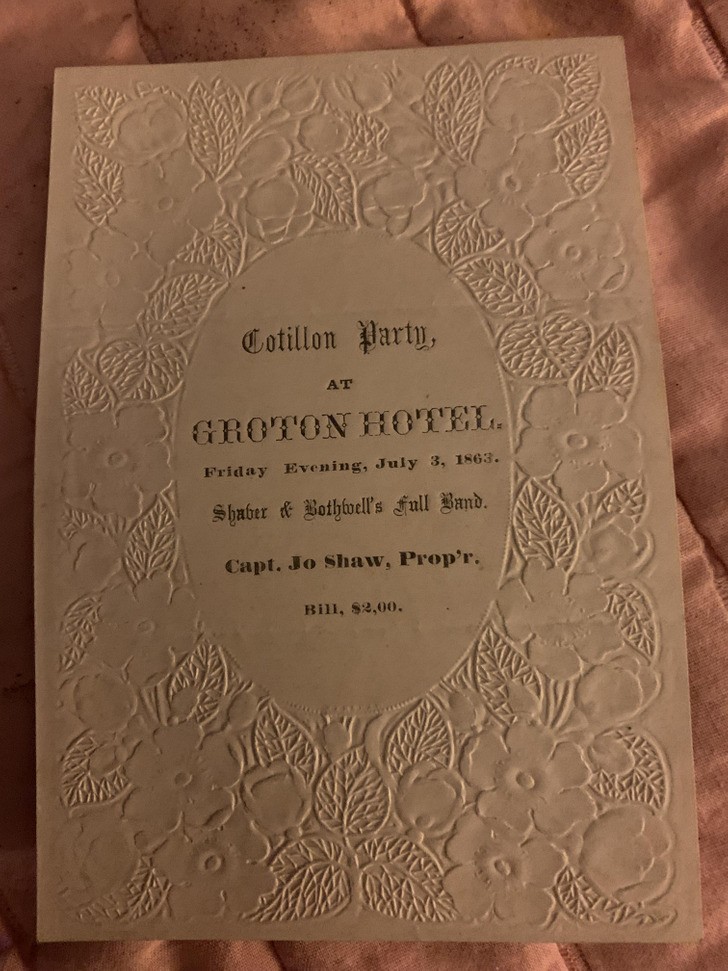 Cotillon Party,
AT
GROTON HOTEL.
Friday Evening, July 3, 1863.
Shaver & Bothwell's Full Band.
Capt. Jo Shaw, Prop'r.
Bill, $2,00.